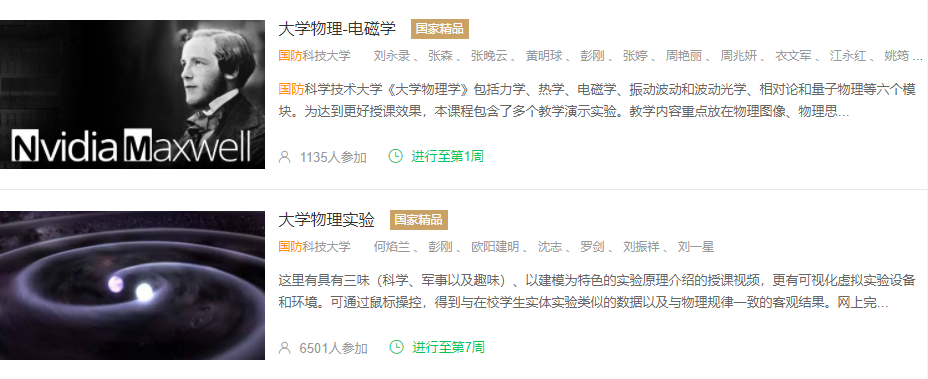 大学物理-电磁学 国家精品
国防科技大学 刘永录 、 张森 、 张晚云 、 黄明球 、 彭刚 、 张婷 、 周艳丽 、 周兆妍 、 衣文军 、 江永红 、 姚筠 ...
国防科学技术大学《大学物理学》包括力学、热学、电磁学、振动波动和波动光学、相对论和量子物理等六个模
块。为达到更好授课效果，本课程包含了多个教学演示实验。教学内容重点放在物理图像、物理思...
Nvidia Maxwell
1135人参加 进行至第1周
大学物理实验 国家精品
国防科技大学 何焰兰 、 彭刚 、 欧阳建明 、 沈志 、 罗剑 、 刘振祥 、 刘一星
这里有具有三味（科学、军事以及趣味）、以建模为特色的实验原理介绍的授课视频，更有可视化虚拟实验设备
和环境。可通过鼠标操控，得到与在校学生实体实验类似的数据以及与物理规律一致的客观结果。网上完...
6501人参加 进行至第7周